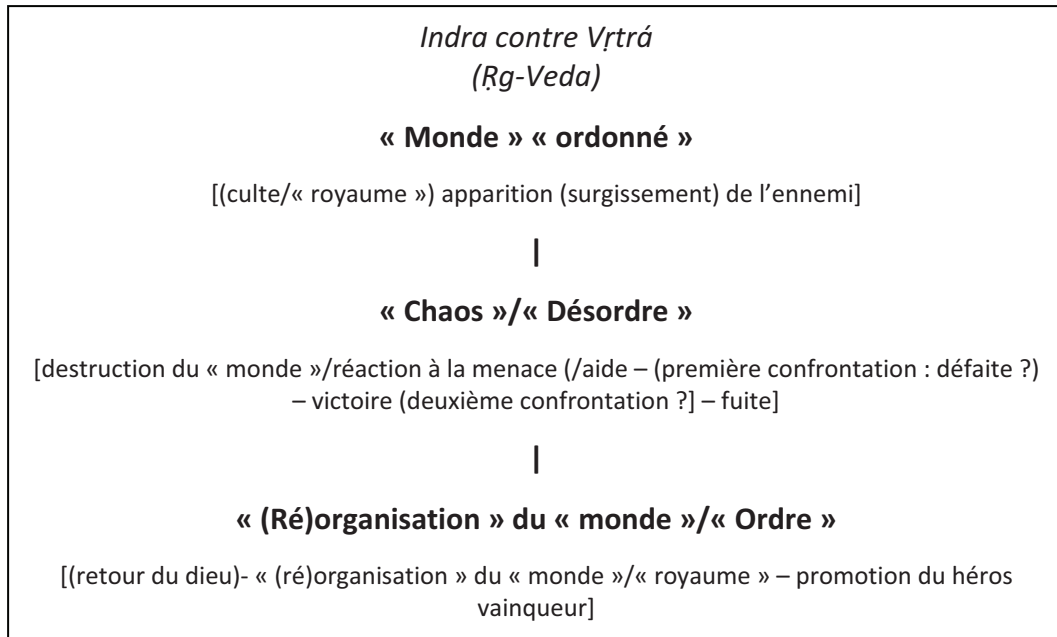 Indra contre Vṛtrá
(Ṛg-Veda)
« Monde » « ordonné »
[(culte/« royaume ») apparition (surgissement) de l’ennemi]
|
« Chaos »/« Désordre »
[destruction du « monde »/réaction à la menace (/aide – (première confrontation : défaite ?)
– victoire (deuxième confrontation ?] – fuite]
|
« (Ré)organisation » du « monde »/« Ordre »
[(retour du dieu)- « (ré)organisation » du « monde »/« royaume » – promotion du héros
vainqueur]